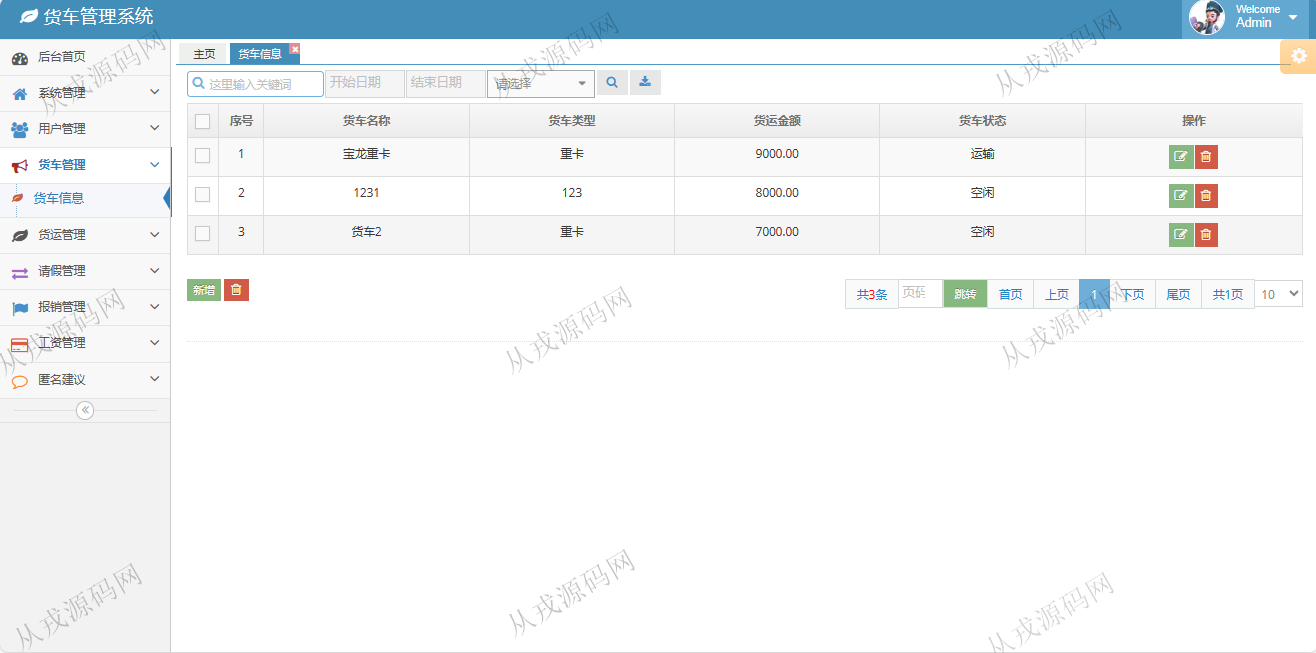 货车管理系统
Welcome
Admin
后台首页
系统管理
用户管理
货车管理
货车信息
货运管理
请假管理
报销管理
工资管理
匿名建议
主页
货车信息
这里输入关键词
开始日期
结束日期
请选择
序号 货车名称 货车类型 货运金额 货车状态 操作
1 宝龙重卡 重卡 9000.00 运输
2 1231 123 8000.00 空闲
3 货车2 重卡 7000.00 空闲
新增
共3条 页码 跳转 首页 上页 1 下页 尾页 共1页 10
从戎源码网
从戎源码网
从戎源码网
从戎源码网
从戎源码网
从戎源码网
从戎源码网
从戎源码网
从戎源码网